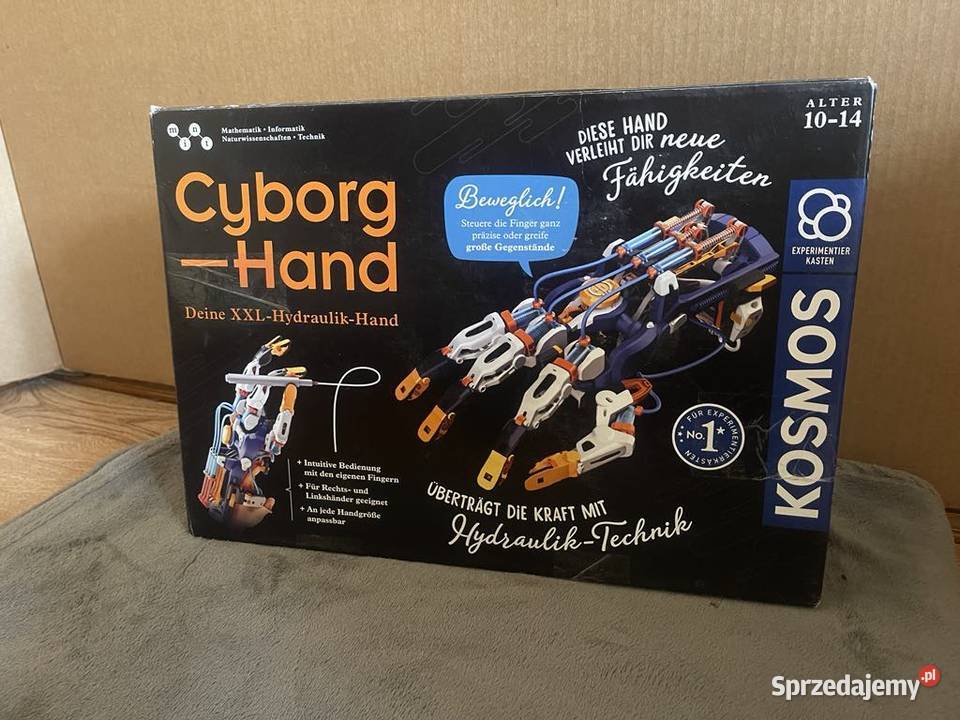 mint
Mathematik • Informatik
Naturwissenschaften • Technik
Cyborg
-Hand
Deine XXL-Hydraulik-Hand
+ Intuitive Bedienung
mit den eigenen Fingern
+ Für Rechts- und
Linkshänder geeignet
+ An jede Handgröße
anpassbar
Beweglich!
Steuere die Finger ganz
präzise oder greife
große Gegenstände
DIESE HAND
VERLEIHT DIR neue
Fähigkeiten
ÜBERTRÄGT DIE KRAFT MIT
Hydraulik-Technik
FÜR EXPERIMENTIERKÄSTEN
No. 1
ALTER
10-14
EXPERIMENTIER
KASTEN
KOSMOS
Sprzedajemy.pl